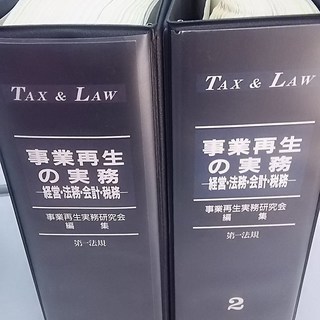 TAX & LAW
事業再生
の実務
─経営・法務・会計・税務─
事業再生実務研究会
編集
第一法規
TAX & LAW
事業再生
の実務
─経営・法務・会計・税務─
事業再生実務研究会
編集
第一法規
2